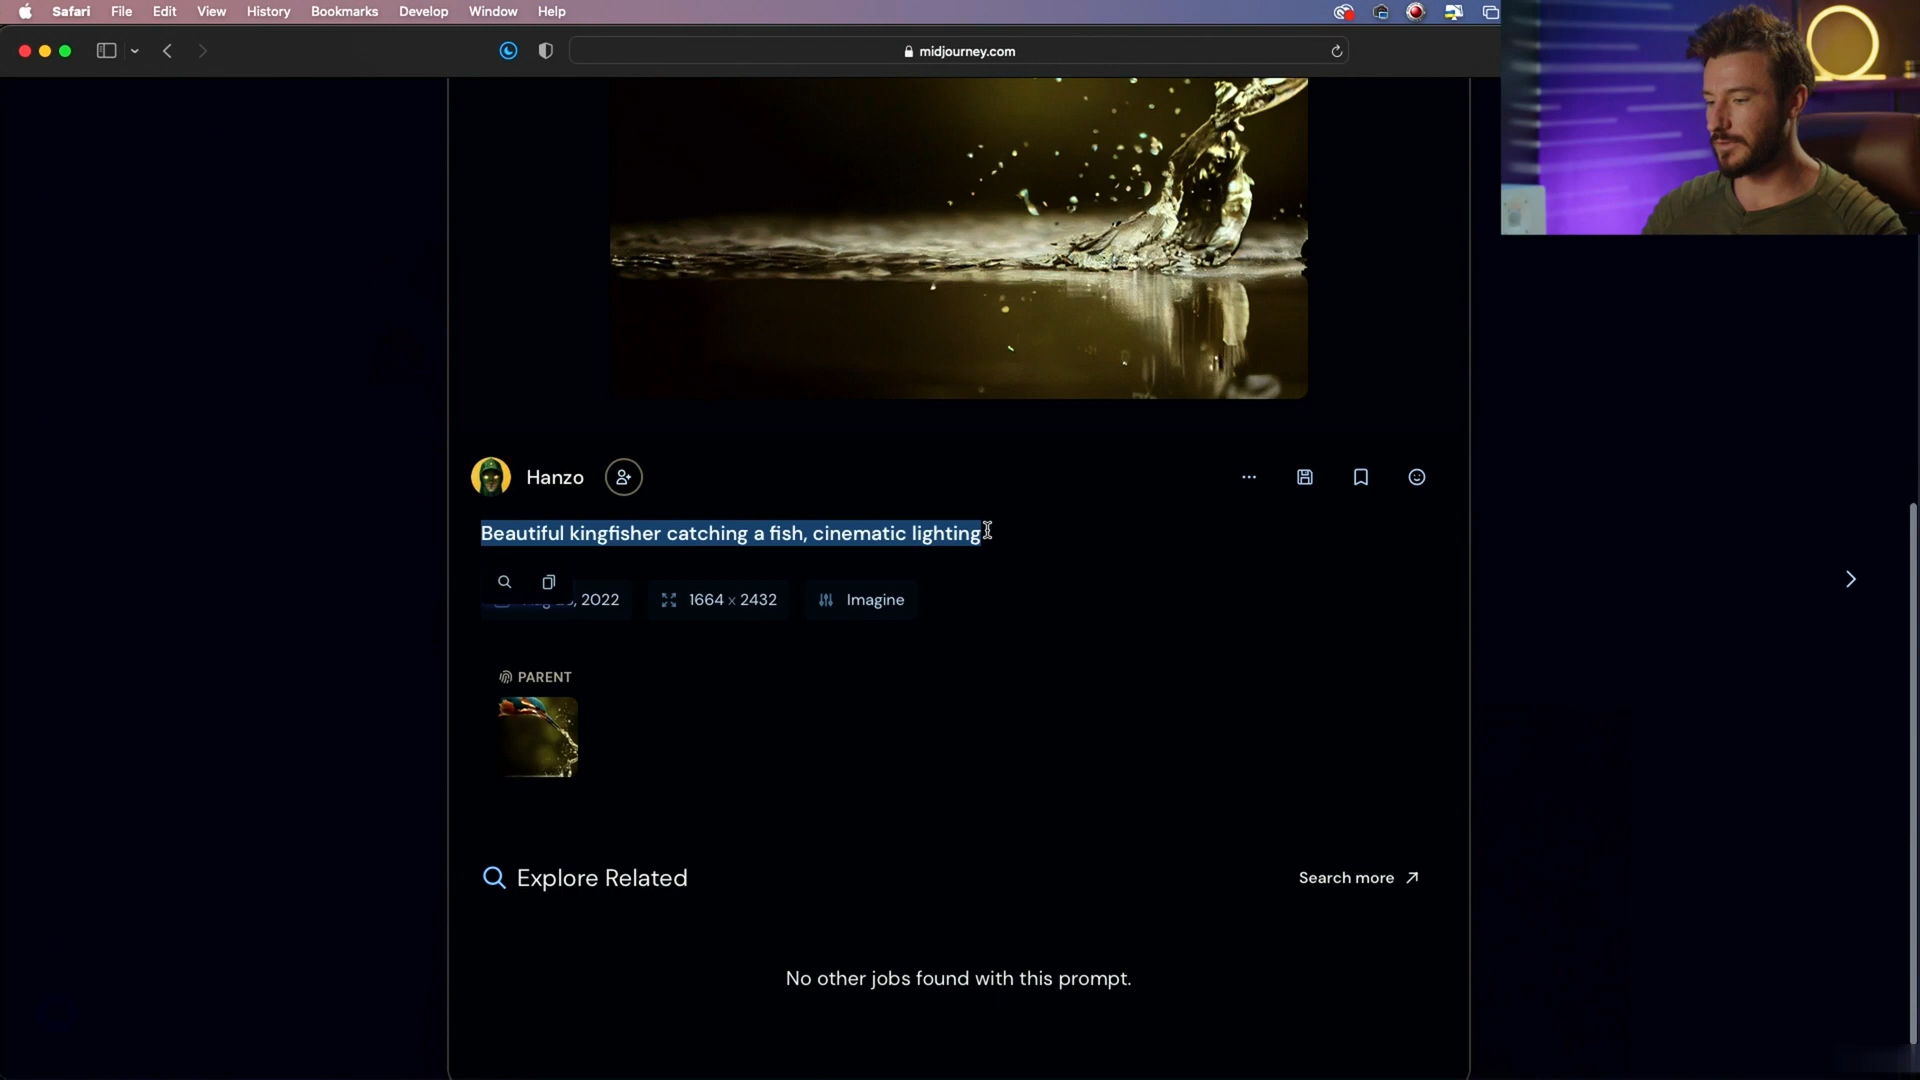 Safari File Edit View History Bookmarks Develop Window Help
midjourney.com
Hanzo
Beautiful kingfisher catching a fish, cinematic lighting
, 2022 1664 x 2432 Imagine
PARENT
Explore Related Search more
No other jobs found with this prompt.